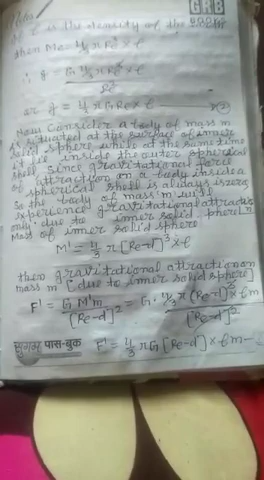 GRB
is the density of the
then Me = 4/3 π Re³ × ρ
∴ g = G 4/3 π Re³ × ρ / Re²
or g = 4/3 π G Re × ρ
Now Consider a body of mass m
is situated at the surface of inner
solid sphere while at the same time
it lie inside the outer spherical
shell, Since gravitational force
of attraction on a body inside a
spherical shell is always is zero
So the body of mass m will
experience gravitational attraction
only due to inner solid sphere
Mass of inner solid sphere
M' = 4/3 π [Re-d]³ × ρ
then gravitational attraction on
mass m [due to inner solid sphere]
F' = G M'm / [Re-d]² = G · 4/3 π (Re-d)³ × ρm / [Re-d]²
सुगम पास-बुक F' = 4/3 π G [Re-d] × ρm